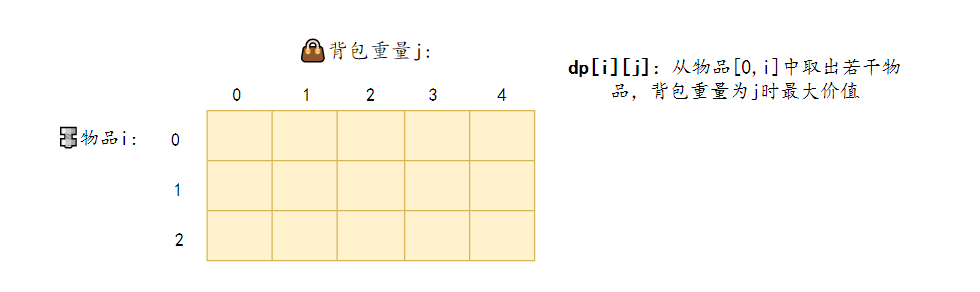 背包重量j:
dp[i][j]: 从物品[0,i]中取出若干物
品，背包重量为j时最大价值
0 1 2 3 4
物品i: 0
1
2